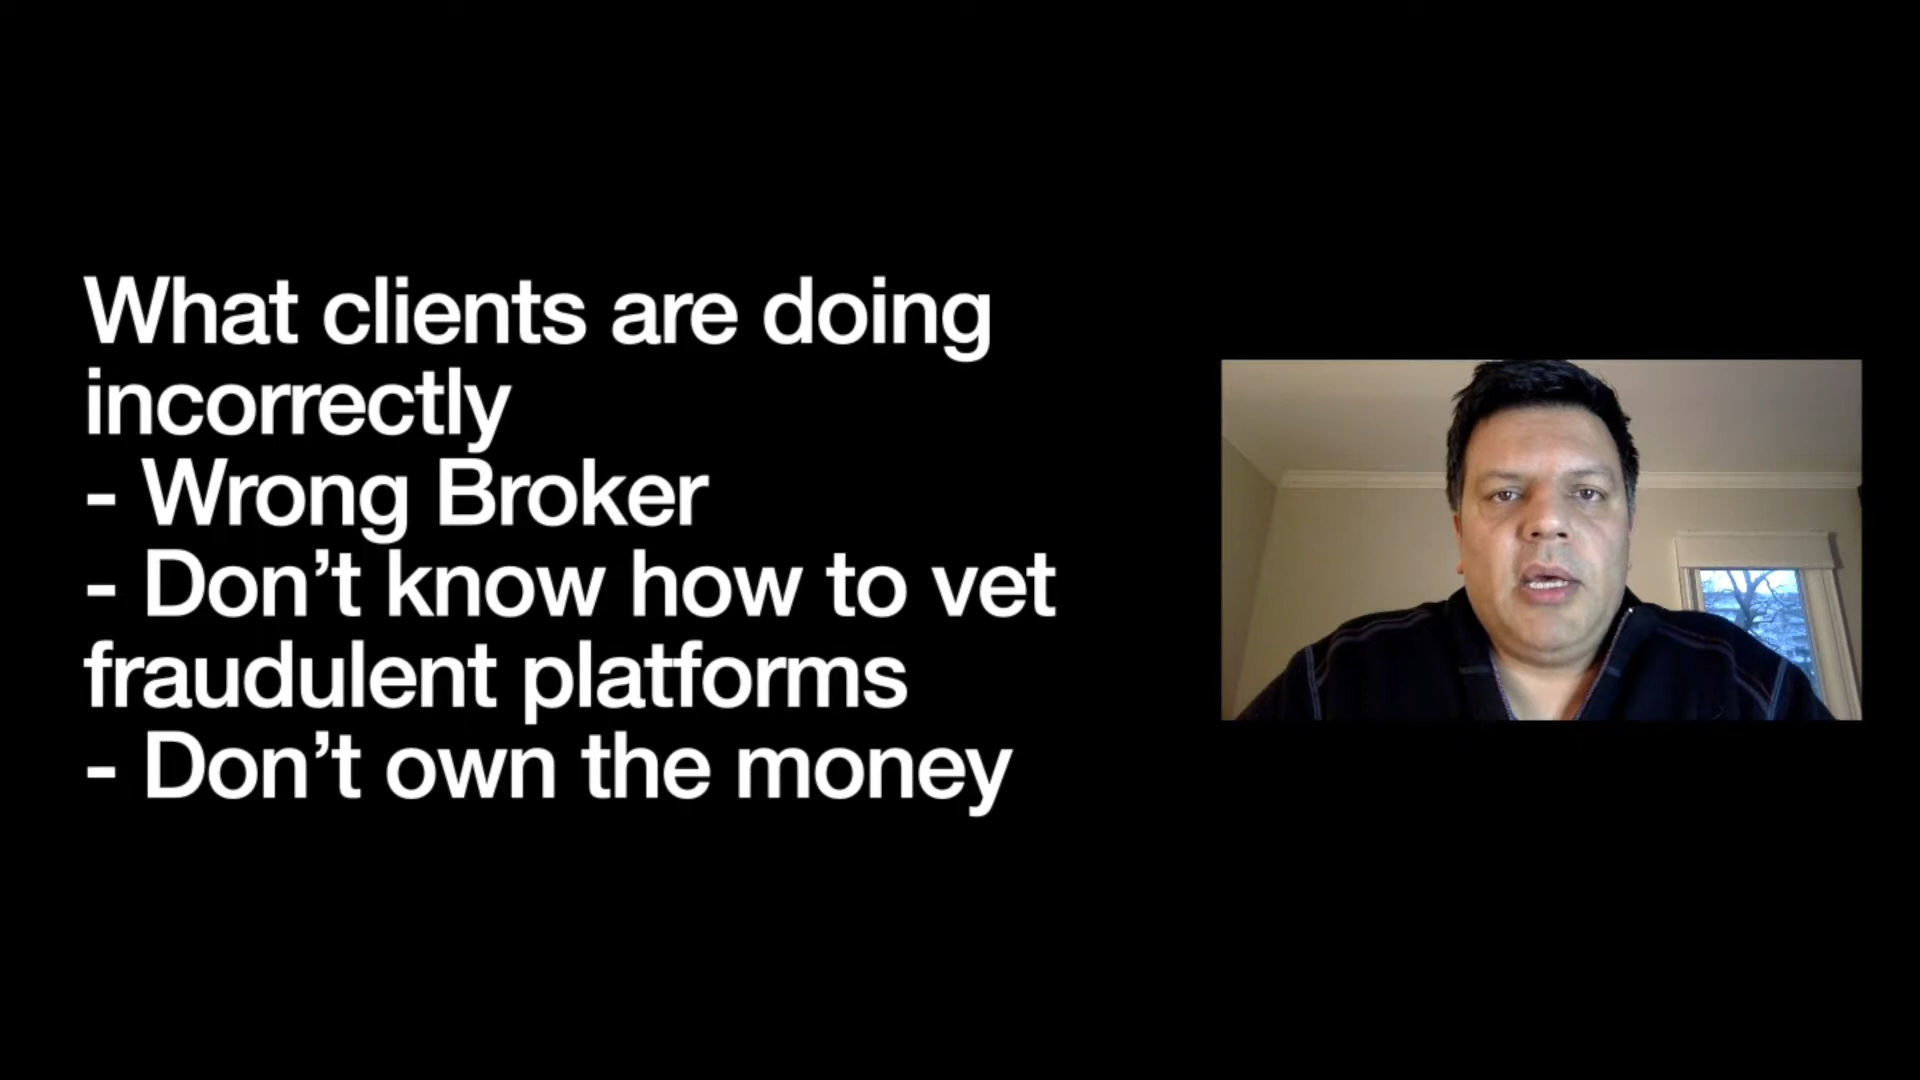 What clients are doing
incorrectly
- Wrong Broker
- Don’t know how to vet
fraudulent platforms
- Don’t own the money